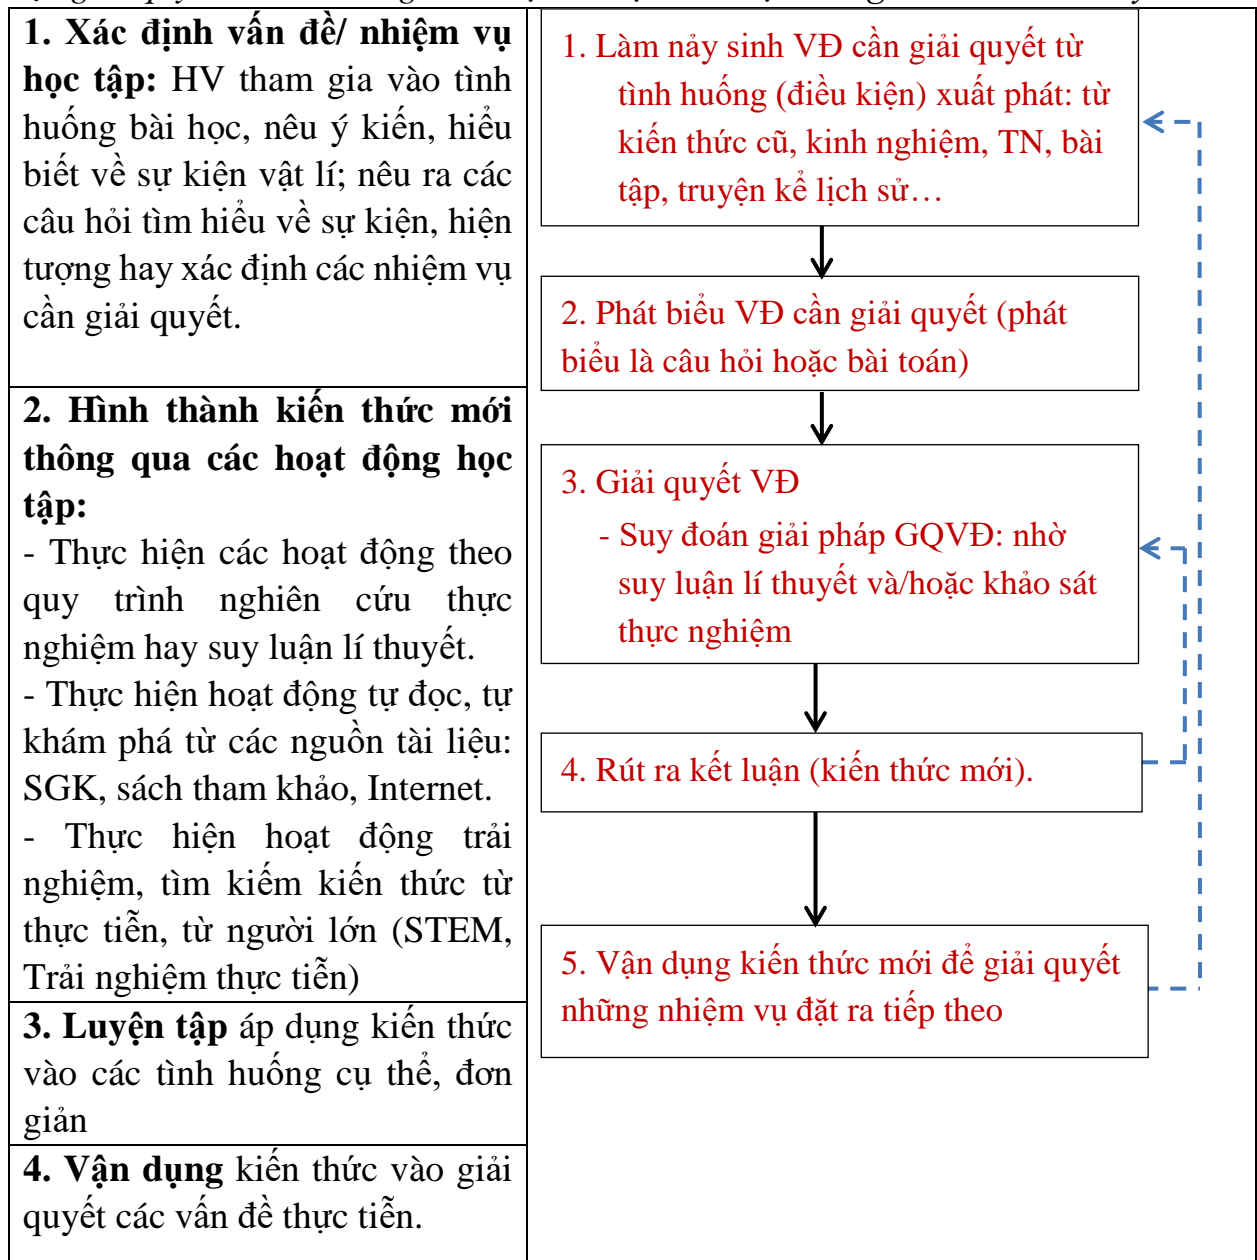 1. Xác định vấn đề/ nhiệm vụ
học tập: HV tham gia vào tình
huống bài học, nêu ý kiến, hiểu
biết về sự kiện vật lí; nêu ra các
câu hỏi tìm hiểu về sự kiện, hiện
tượng hay xác định các nhiệm vụ
cần giải quyết.
2. Hình thành kiến thức mới
thông qua các hoạt động học
tập:
- Thực hiện các hoạt động theo
quy trình nghiên cứu thực
nghiệm hay suy luận lí thuyết.
- Thực hiện hoạt động tự đọc, tự
khám phá từ các nguồn tài liệu:
SGK, sách tham khảo, Internet.
- Thực hiện hoạt động trải
nghiệm, tìm kiếm kiến thức từ
thực tiễn, từ người lớn (STEM,
Trải nghiệm thực tiễn)
3. Luyện tập áp dụng kiến thức
vào các tình huống cụ thể, đơn
giản
4. Vận dụng kiến thức vào giải
quyết các vấn đề thực tiễn.
1. Làm nảy sinh VĐ cần giải quyết từ
tình huống (điều kiện) xuất phát: từ
kiến thức cũ, kinh nghiệm, TN, bài
tập, truyện kể lịch sử…
2. Phát biểu VĐ cần giải quyết (phát
biểu là câu hỏi hoặc bài toán)
3. Giải quyết VĐ
- Suy đoán giải pháp GQVĐ: nhờ
suy luận lí thuyết và/hoặc khảo sát
thực nghiệm
4. Rút ra kết luận (kiến thức mới).
5. Vận dụng kiến thức mới để giải quyết
những nhiệm vụ đặt ra tiếp theo